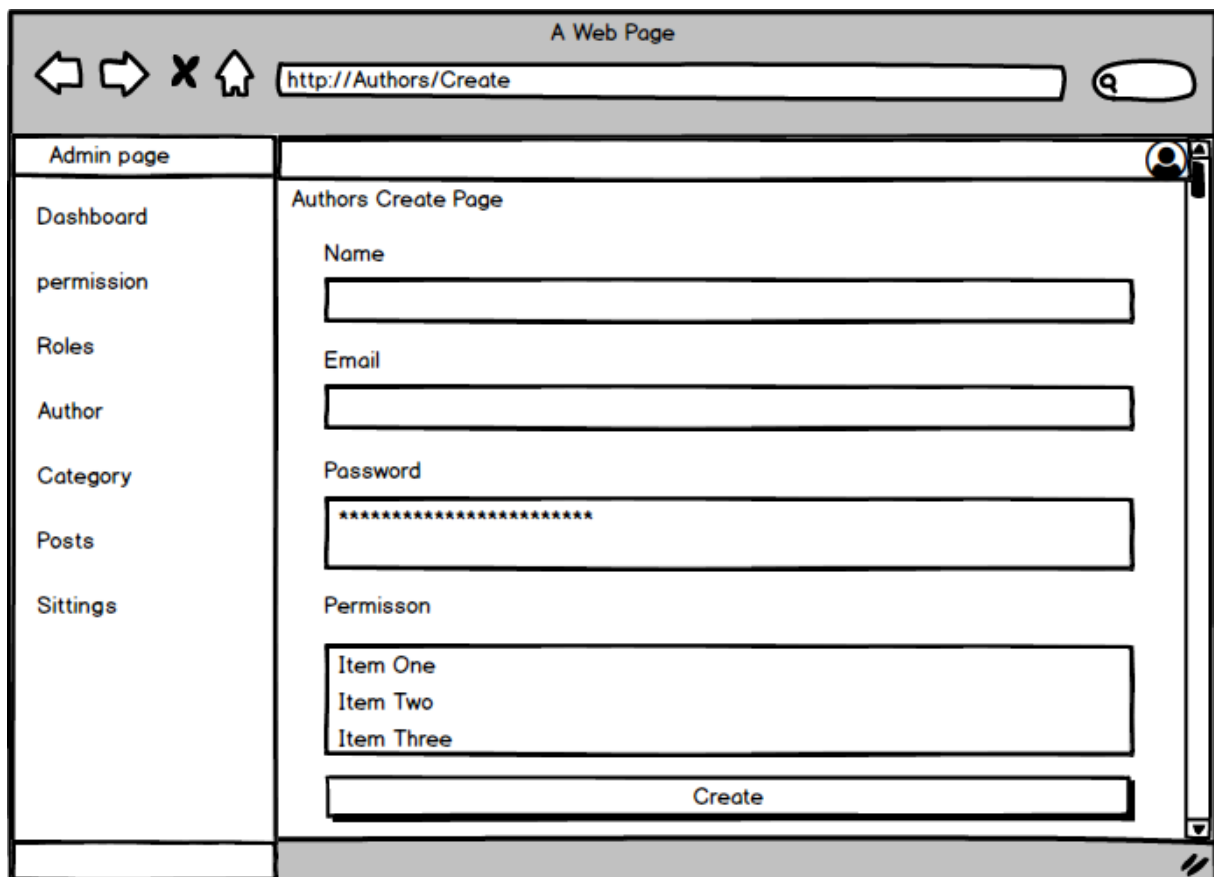 A Web Page
http://Authors/Create
Admin page
Dashboard
permission
Roles
Author
Category
Posts
Sittings
Authors Create Page
Name
Email
Password
************************
Permisson
Item One
Item Two
Item Three
Create